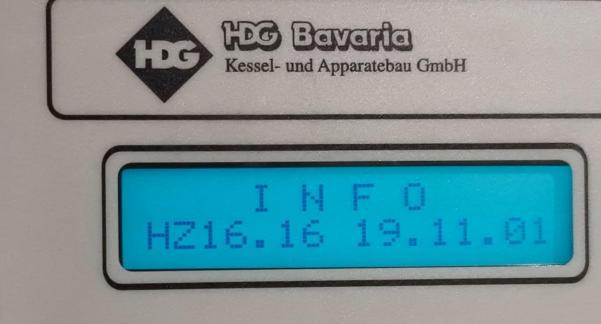 HDG
HDG Bavaria
Kessel- und Apparatebau GmbH
I N F O
HZ16.16 19.11.01